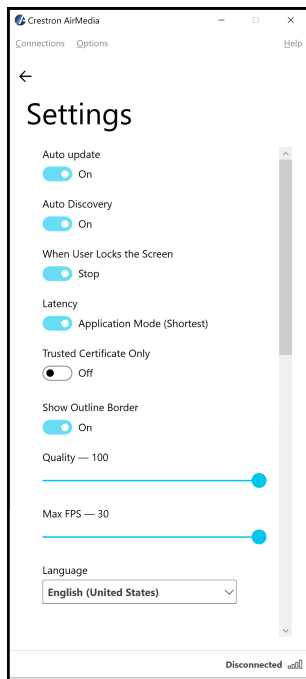 Crestron AirMedia
Connections Options Help
Settings
Auto update
On
Auto Discovery
On
When User Locks the Screen
Stop
Latency
Application Mode (Shortest)
Trusted Certificate Only
Off
Show Outline Border
On
Quality — 100
Max FPS — 30
Language
English (United States)
Disconnected